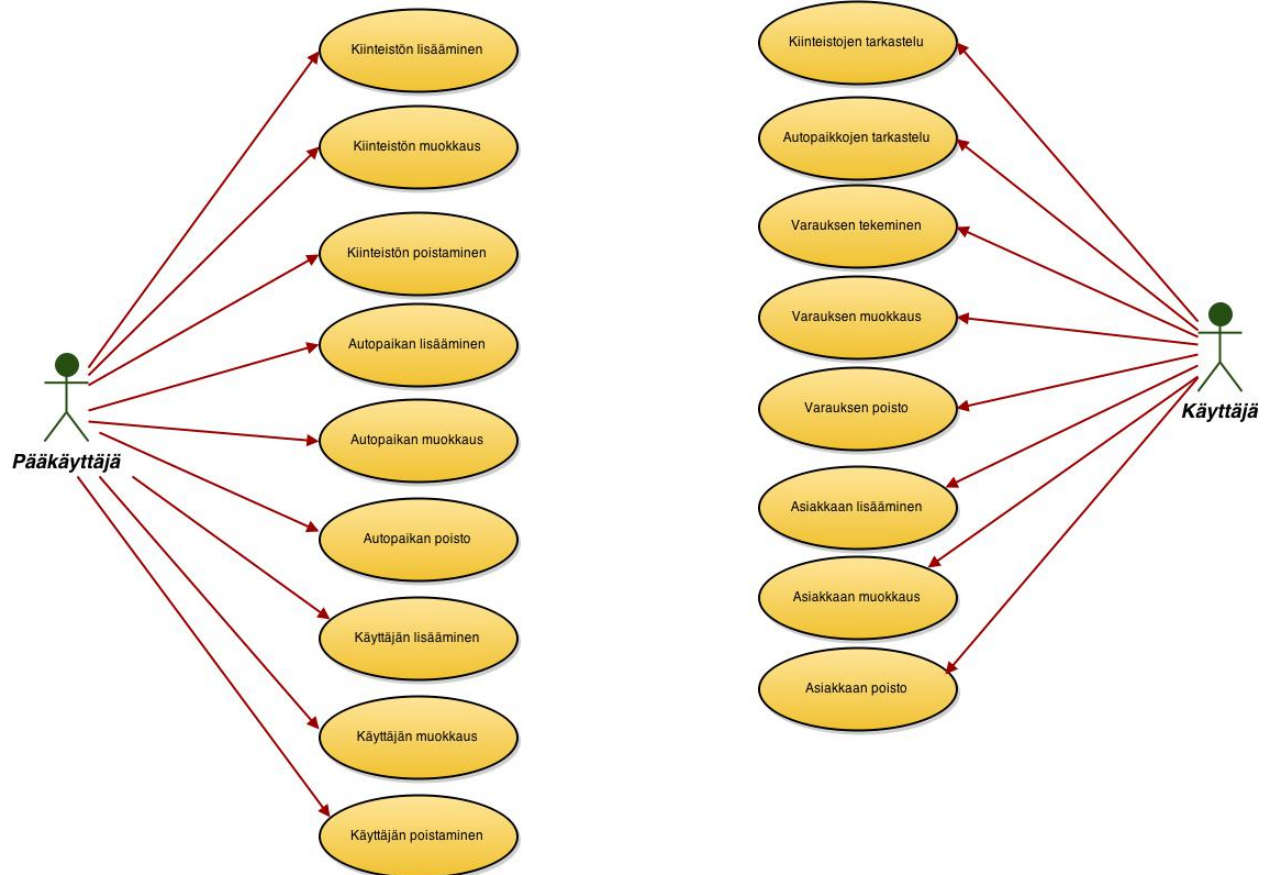 Kiinteistön lisääminen
Kiinteistön muokkaus
Kiinteistön poistaminen
Autopaikan lisääminen
Autopaikan muokkaus
Pääkäyttäjä
Autopaikan poisto
Käyttäjän lisääminen
Käyttäjän muokkaus
Käyttäjän poistaminen
Kiinteistojen tarkastelu
Autopaikkojen tarkastelu
Varauksen tekeminen
Varauksen muokkaus
Varauksen poisto
Käyttäjä
Asiakkaan lisääminen
Asiakkaan muokkaus
Asiakkaan poisto